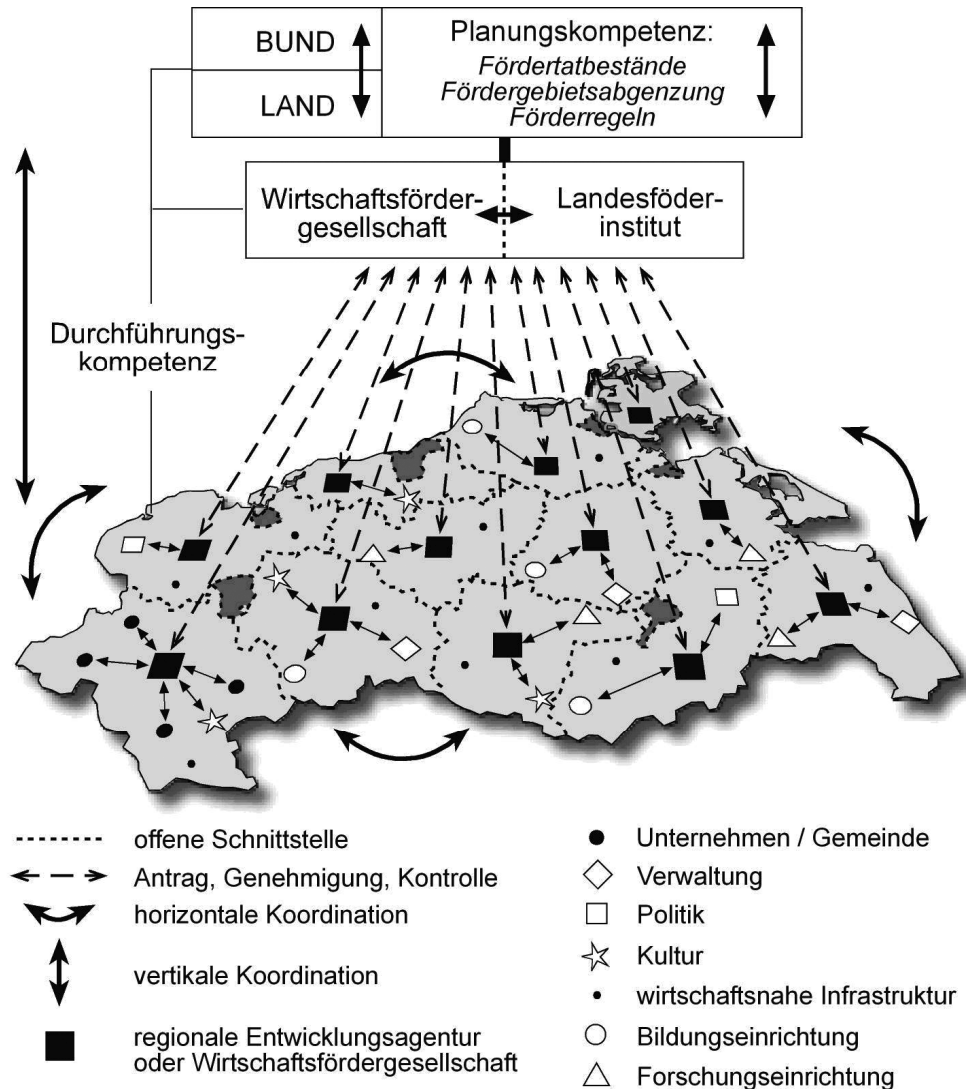 BUND
LAND
Planungskompetenz:
Fördertatbestände
Fördergebietsabgenzung
Förderregeln
Wirtschaftsförder-
gesellschaft
Landesföder-
institut
Durchführungs-
kompetenz
offene Schnittstelle
Antrag, Genehmigung, Kontrolle
horizontale Koordination
vertikale Koordination
regionale Entwicklungsagentur
oder Wirtschaftsfördergesellschaft
Unternehmen / Gemeinde
Verwaltung
Politik
Kultur
wirtschaftsnahe Infrastruktur
Bildungseinrichtung
Forschungseinrichtung